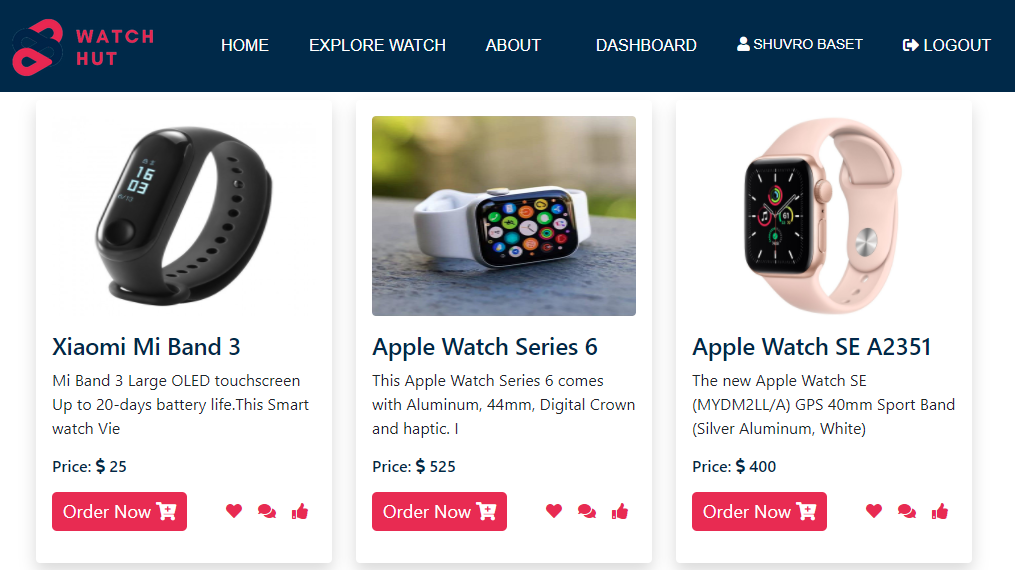 WATCH
HUT
HOME
EXPLORE WATCH
ABOUT
DASHBOARD
SHUVRO BASET
LOGOUT
16
03
61
Xiaomi Mi Band 3
Mi Band 3 Large OLED touchscreen
Up to 20-days battery life.This Smart
watch Vie
Price: $ 25
Order Now
Apple Watch Series 6
This Apple Watch Series 6 comes
with Aluminum, 44mm, Digital Crown
and haptic. I
Price: $ 525
Order Now
Apple Watch SE A2351
The new Apple Watch SE
(MYDM2LL/A) GPS 40mm Sport Band
(Silver Aluminum, White)
Price: $ 400
Order Now